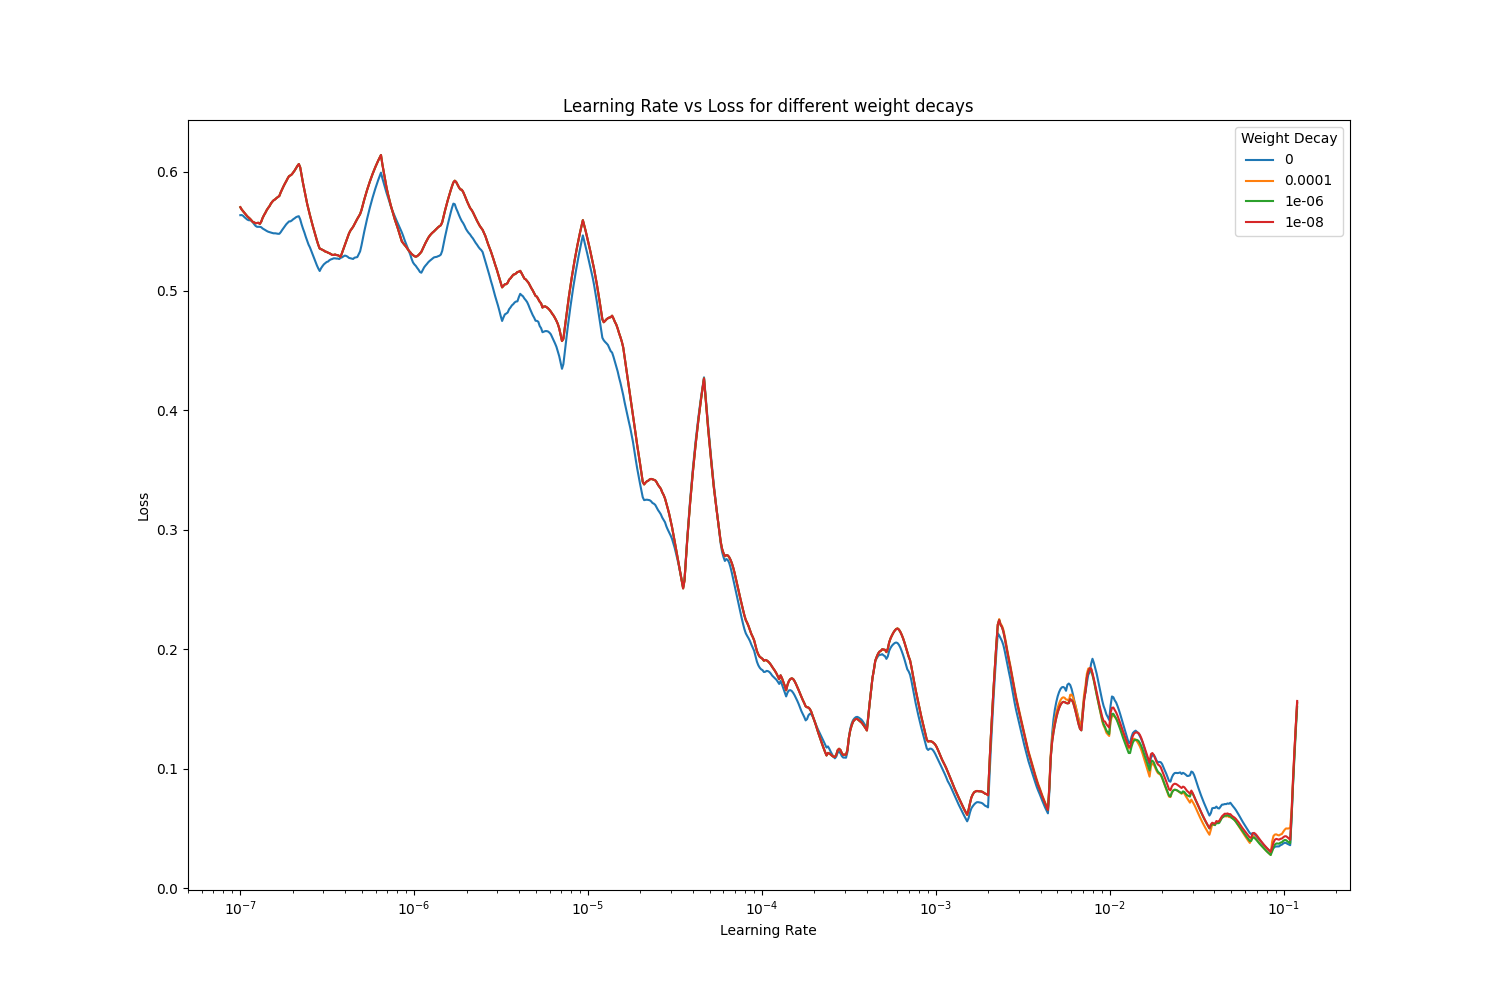 Learning Rate vs Loss for different weight decays
Weight Decay
0
0.0001
1e-06
1e-08
0.6
0.5
0.4
0.3
0.2
0.1
0.0
Loss
10⁻⁷ 10⁻⁶ 10⁻⁵ 10⁻⁴ 10⁻³ 10⁻² 10⁻¹
Learning Rate